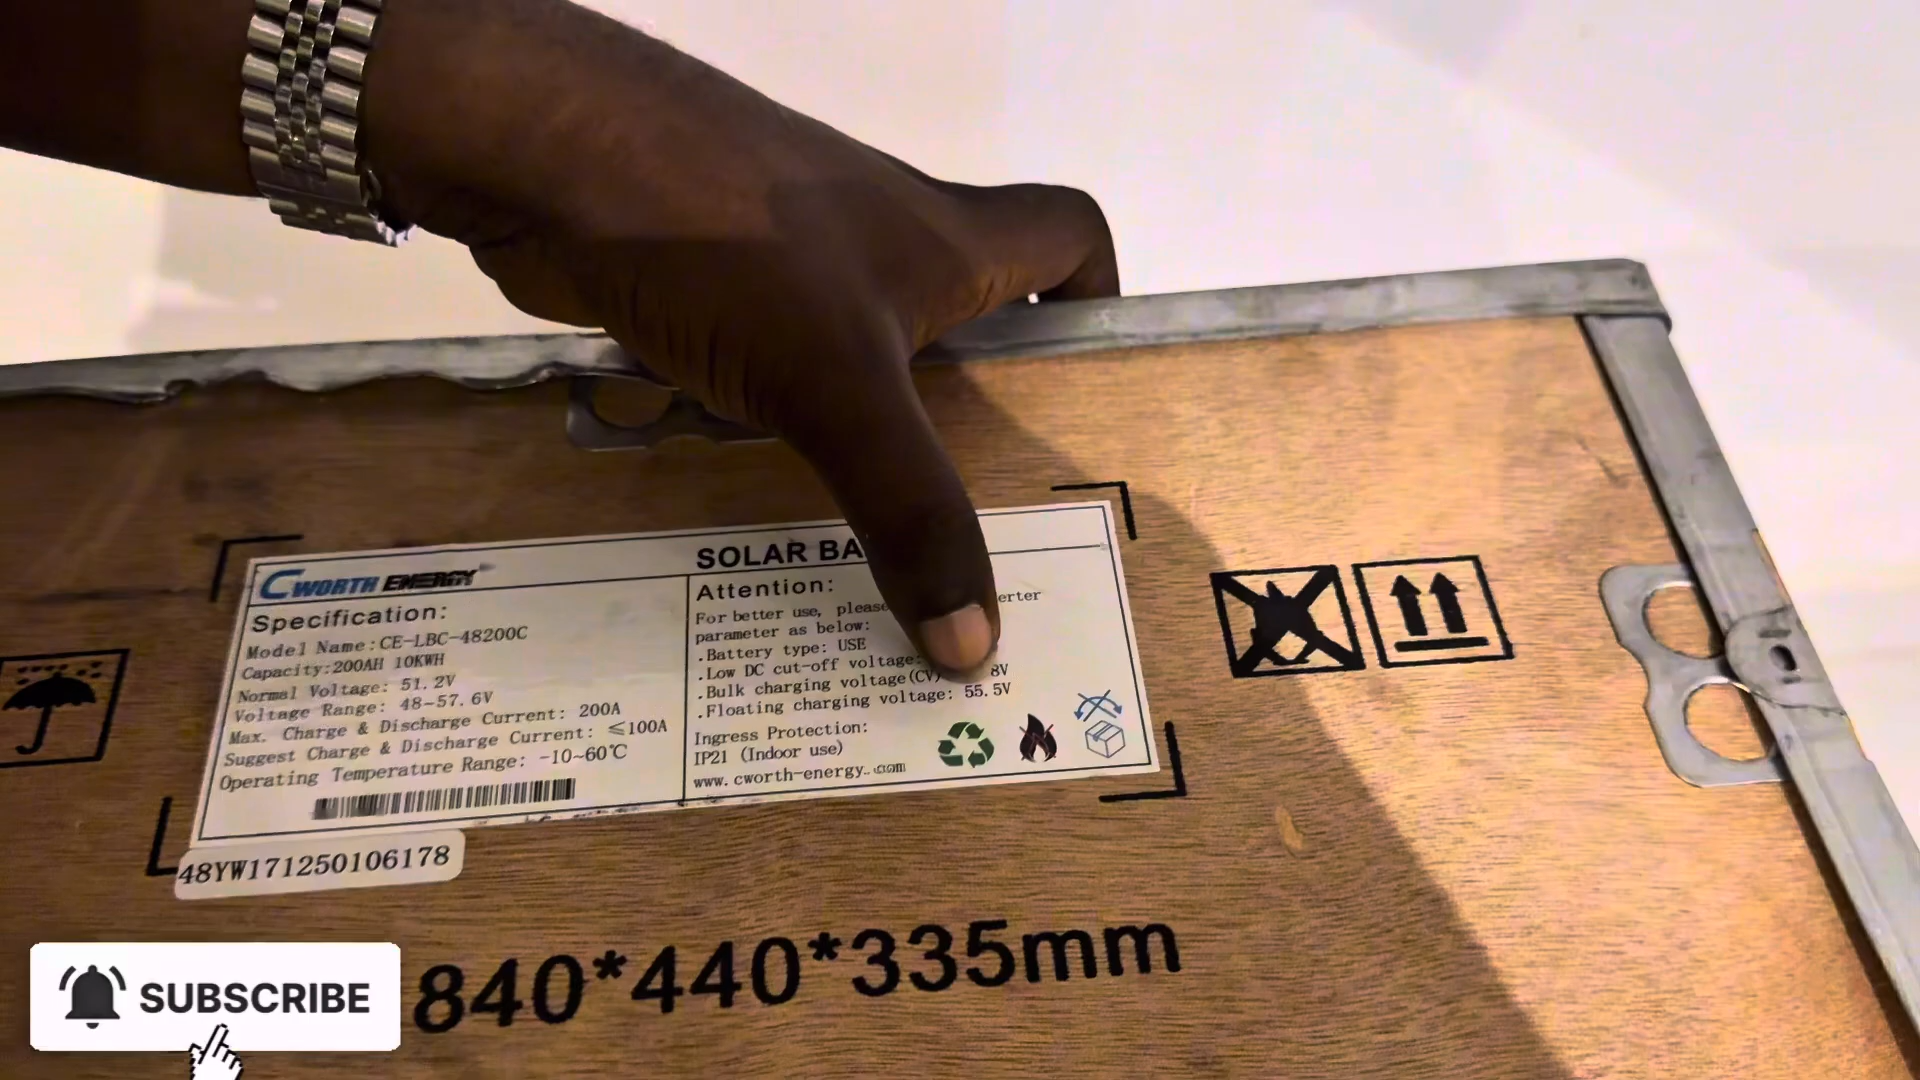 CWORTH ENERGY
SOLAR BA
Specification:
Model Name:CE-LBC-48200C
Capacity:200AH 10KWH
Normal Voltage: 51.2V
Voltage Range: 48-57.6V
Max. Charge & Discharge Current: 200A
Suggest Charge & Discharge Current: ≤100A
Operating Temperature Range: -10~60℃
Attention:
For better use, please erter
parameter as below:
.Battery type: USE
.Low DC cut-off voltage:
.Bulk charging voltage(CV) 8V
.Floating charging voltage: 55.5V
Ingress Protection:
IP21 (Indoor use)
www.cworth-energy.com
48YW171250106178
840*440*335mm
SUBSCRIBE